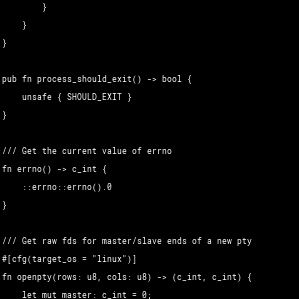 }
    }
}

pub fn process_should_exit() -> bool {
    unsafe { SHOULD_EXIT }
}

/// Get the current value of errno
fn errno() -> c_int {
    ::errno::errno().0
}

/// Get raw fds for master/slave ends of a new pty
#[cfg(target_os = "linux")]
fn openpty(rows: u8, cols: u8) -> (c_int, c_int) {
    let mut master: c_int = 0;